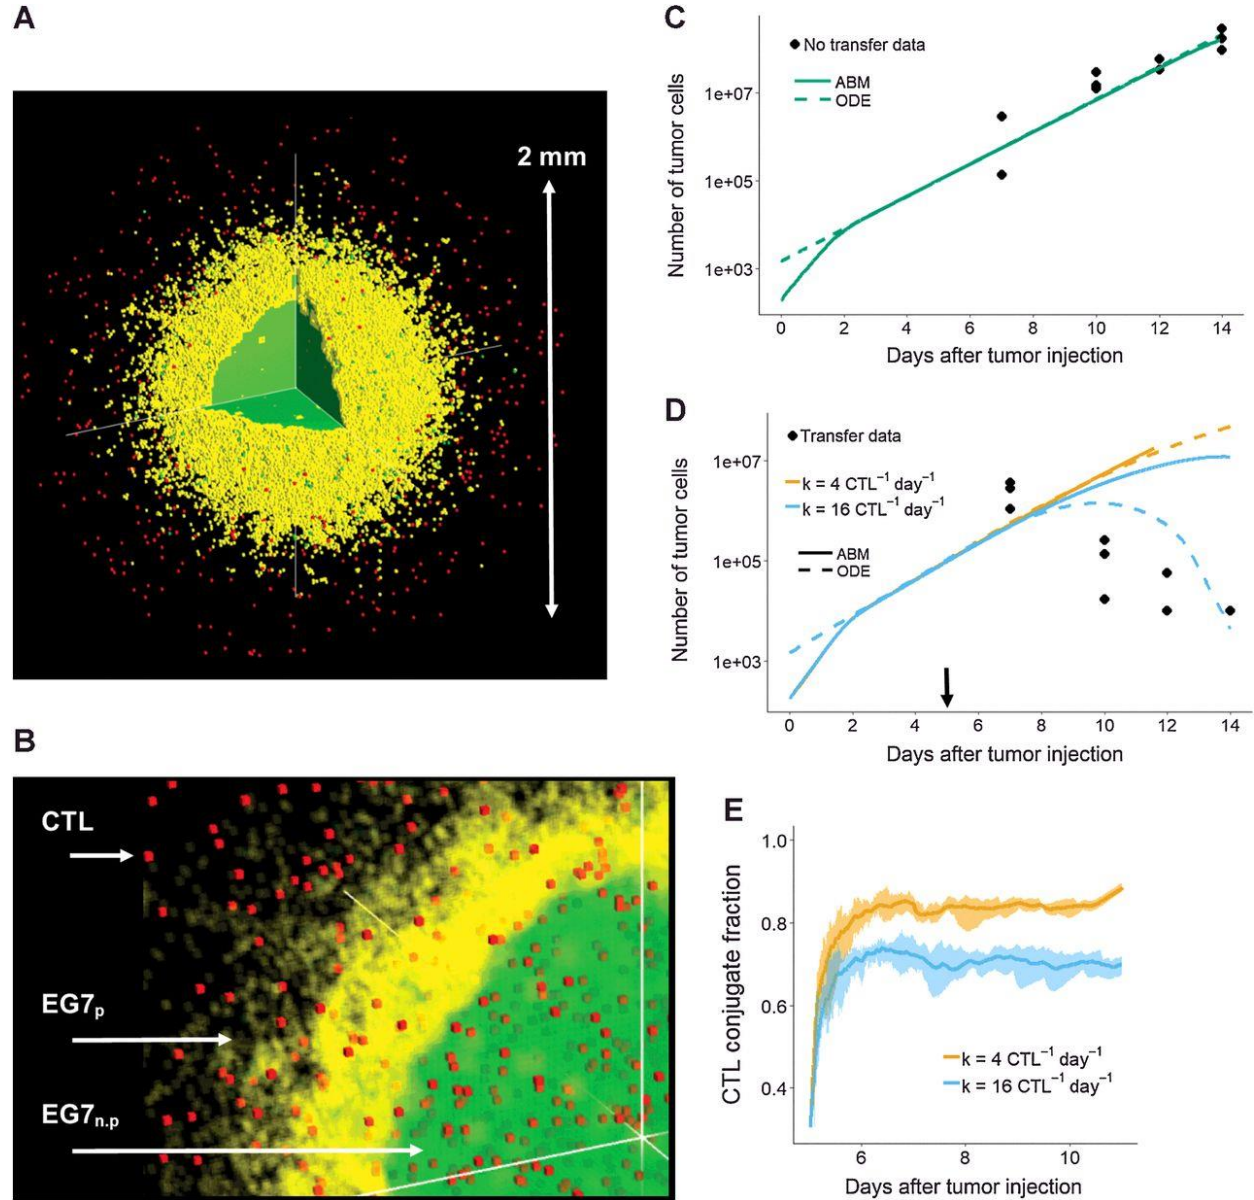 A
2 mm
B
CTL
EG7p
EG7n.p
C
No transfer data
ABM
ODE
Number of tumor cells
1e+07
1e+05
1e+03
0 2 4 6 8 10 12 14
Days after tumor injection
D
Transfer data
k = 4 CTL⁻¹ day⁻¹
k = 16 CTL⁻¹ day⁻¹
ABM
ODE
Number of tumor cells
1e+07
1e+05
1e+03
0 2 4 6 8 10 12 14
Days after tumor injection
E
CTL conjugate fraction
1.0
0.8
0.6
0.4
k = 4 CTL⁻¹ day⁻¹
k = 16 CTL⁻¹ day⁻¹
6 8 10
Days after tumor injection